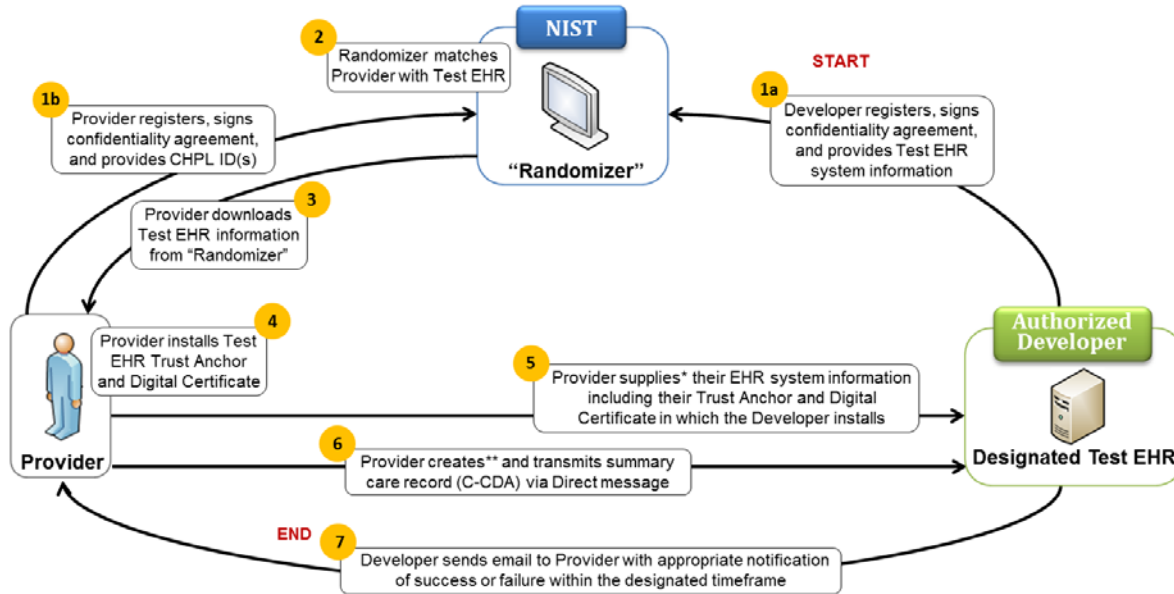 NIST
"Randomizer"
START
1a
Developer registers, signs
confidentiality agreement,
and provides Test EHR
system information
1b
Provider registers, signs
confidentiality agreement,
and provides CHPL ID(s)
2
Randomizer matches
Provider with Test EHR
3
Provider downloads
Test EHR information
from "Randomizer"
4
Provider installs Test
EHR Trust Anchor
and Digital Certificate
Provider
Authorized
Developer
Designated Test EHR
5
Provider supplies* their EHR system information
including their Trust Anchor and Digital
Certificate in which the Developer installs
6
Provider creates** and transmits summary
care record (C-CDA) via Direct message
END
7
Developer sends email to Provider with appropriate notification
of success or failure within the designated timeframe